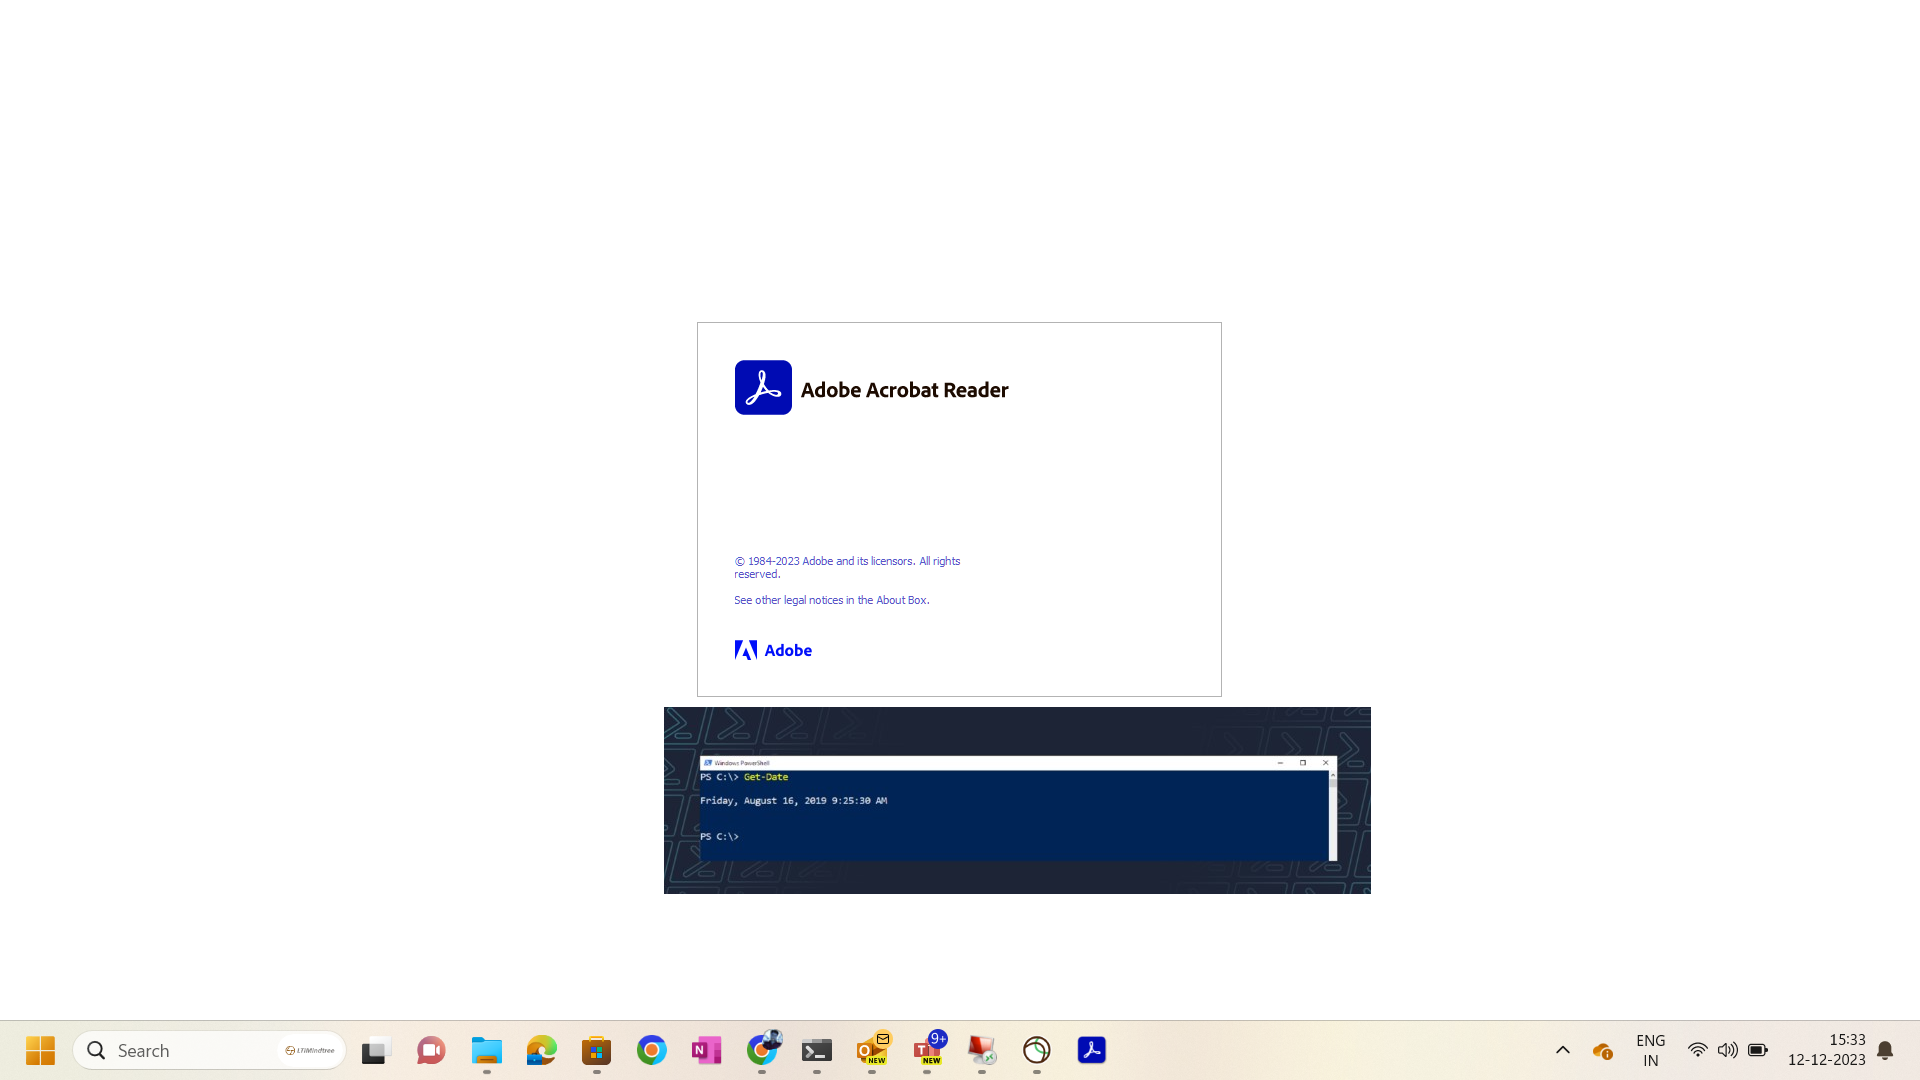 Adobe Acrobat Reader
© 1984-2023 Adobe and its licensors. All rights
reserved.
See other legal notices in the About Box.
Adobe
Windows PowerShell
PS C:\> Get-Date
Friday, August 16, 2019 9:25:30 AM
PS C:\>
Search
LTIMindtree
N
O
NEW
T
9+
NEW
ENG
IN
15:33
12-12-2023